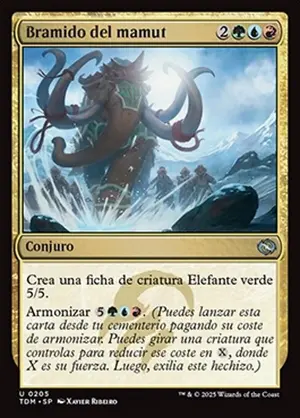 Bramido del mamut 2
Conjuro
Crea una ficha de criatura Elefante verde
5/5.
Armonizar 5 (Puedes lanzar esta
carta desde tu cementerio pagando su coste
de armonizar. Puedes girar una criatura que
controlas para reducir ese coste en X, donde
X es su fuerza. Luego, exilia este hechizo.)
U 0205
TDM • SP XAVIER RIBEIRO
™ & © 2025 Wizards of the Coast